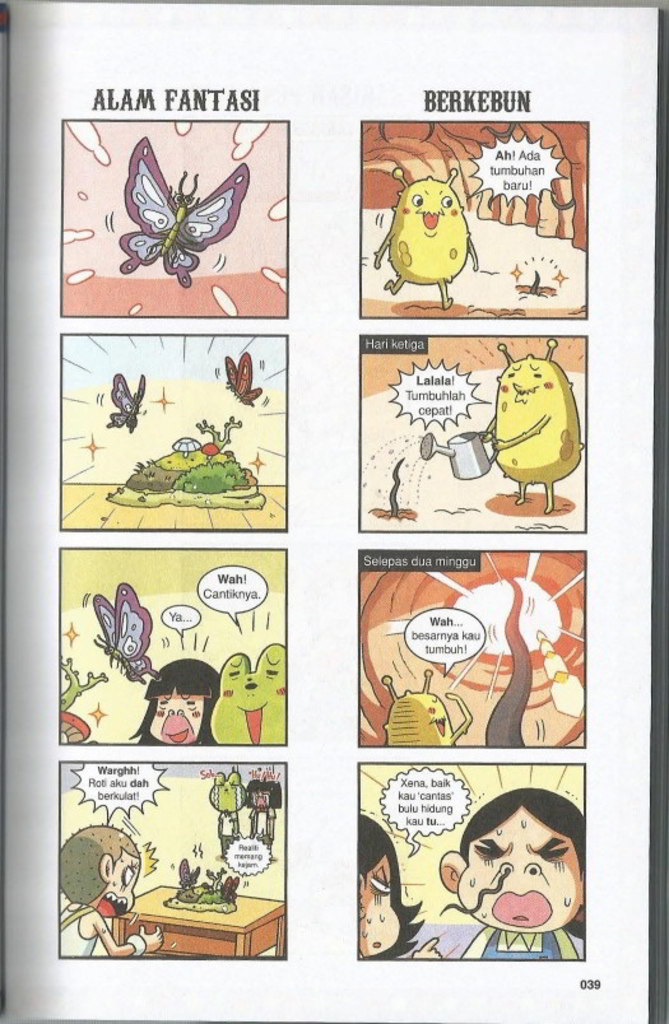 ALAM FANTASI
Wah!
Cantiknya.
Ya...
Warghh!
Roti aku dah
berkulat!
Realiti
memang
kejam.
BERKEBUN
Ah! Ada
tumbuhan
baru!
Hari ketiga
Lalala!
Tumbuhlah
cepat!
Selepas dua minggu
Wah...
besarnya kau
tumbuh!
Xena, baik
kau 'cantas'
bulu hidung
kau tu...
039